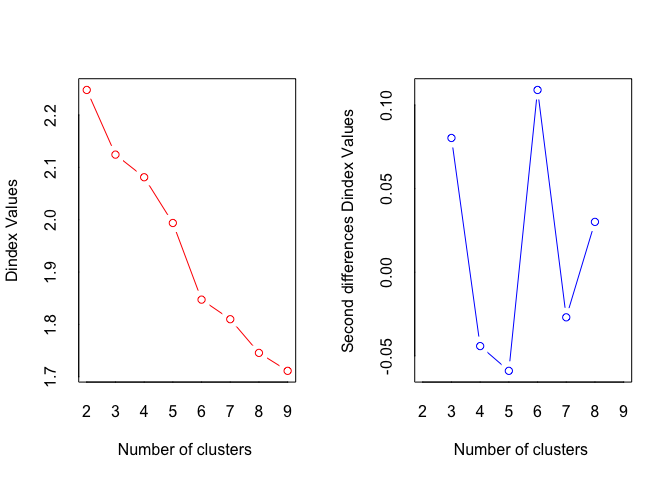 Dindex Values
2.2
2.1
2.0
1.9
1.8
1.7
2 3 4 5 6 7 8 9
Number of clusters
Second differences Dindex Values
0.10
0.05
0.00
-0.05
2 3 4 5 6 7 8 9
Number of clusters